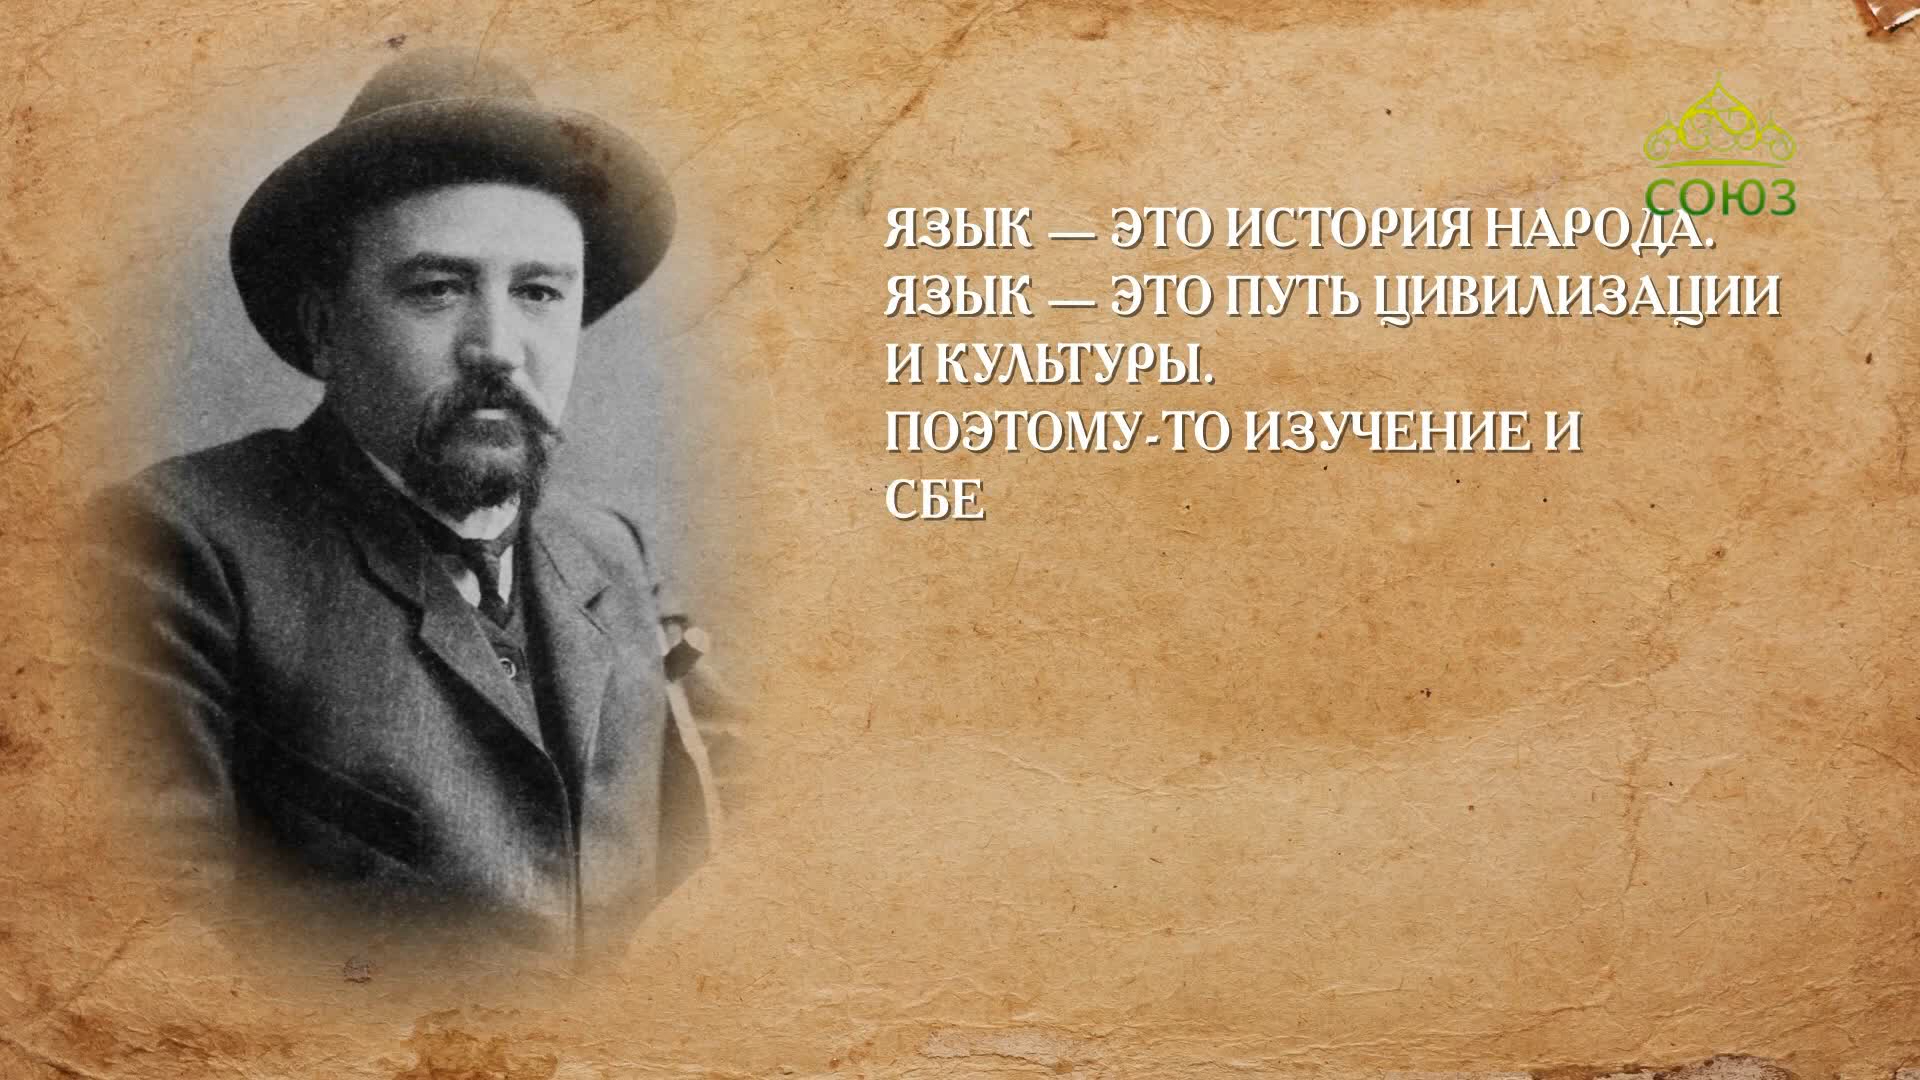 СОЮЗ
ЯЗЫК — ЭТО ИСТОРИЯ НАРОДА.
ЯЗЫК — ЭТО ПУТЬ ЦИВИЛИЗАЦИИ
И КУЛЬТУРЫ.
ПОЭТОМУ-ТО ИЗУЧЕНИЕ И
СБЕ